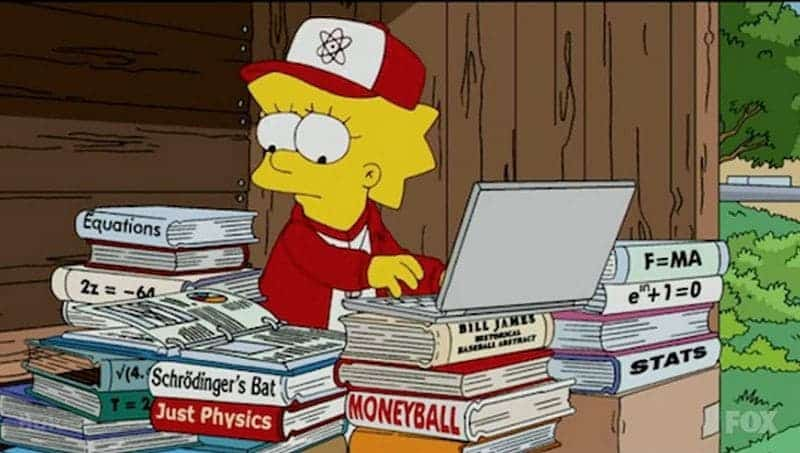 Equations
2z = -64
√(4.
Schrödinger's Bat
T = 2
Just Physics
BILL JAMES
HISTORICAL
BASEBALL ABSTRACT
MONEYBALL
F=MA
e^iπ+1=0
STATS
FOX